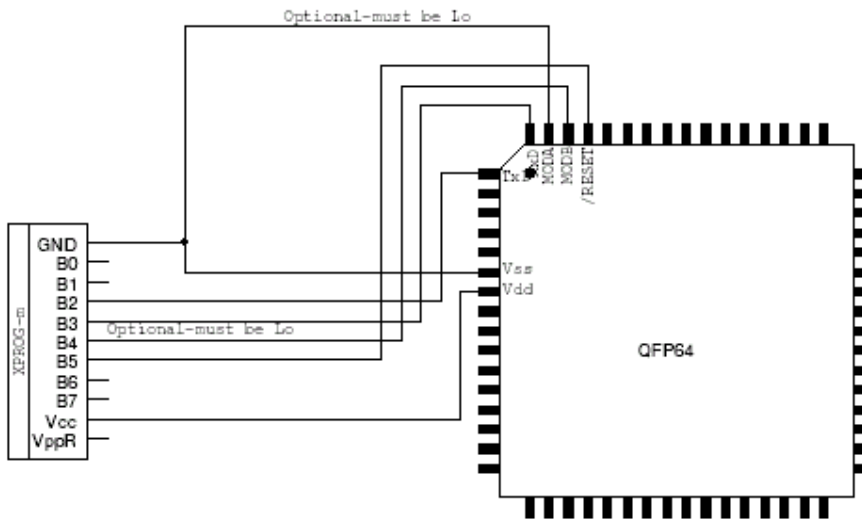 Optional-must be Lo
RxD
MODA
MODB
/RESET
TxD
XPROG-m
GND
B0
B1
B2
B3
B4
B5
B6
B7
Vcc
VppR
Optional-must be Lo
Vss
Vdd
QFP64